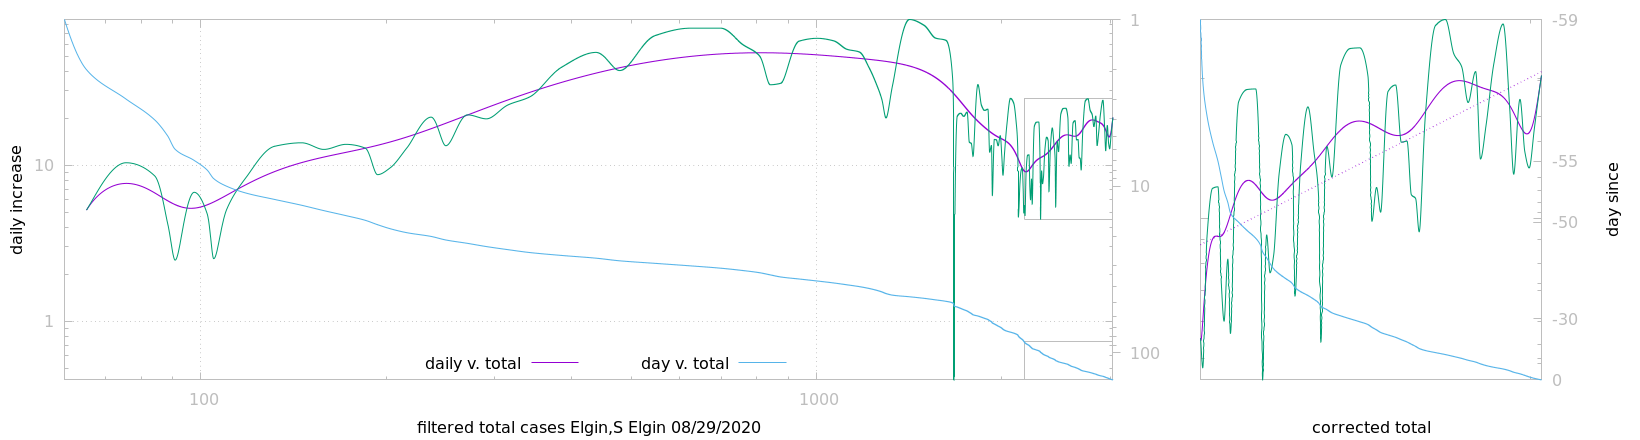 daily increase
10
1
100
1000
daily v. total
day v. total
filtered total cases Elgin,S Elgin 08/29/2020
1
10
100
-59
-55
-50
-30
0
day since
corrected total